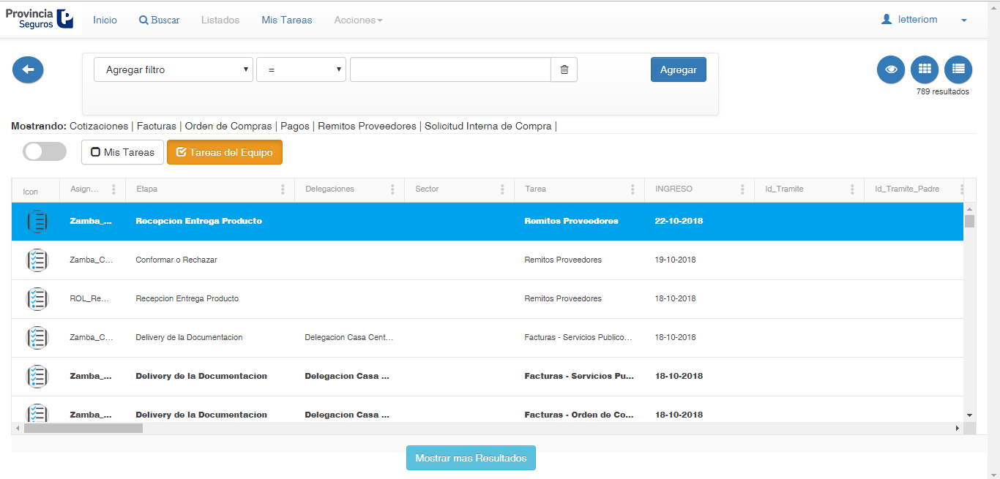 Provincia Seguros Inicio Buscar Listados Mis Tareas Acciones letteriom
Agregar filtro = Agregar
789 resultados
Mostrando: Cotizaciones | Facturas | Orden de Compras | Pagos | Remitos Proveedores | Solicitud Interna de Compra |
Mis Tareas Tareas del Equipo
Icon Asign... Etapa Delegaciones Sector Tarea INGRESO Id_Tramite Id_Tramite_Padre
Zamba_... Recepcion Entrega Producto Remitos Proveedores 22-10-2018
Zamba_C... Conformar o Rechazar Remitos Proveedores 19-10-2018
ROL_Re... Recepcion Entrega Producto Remitos Proveedores 18-10-2018
Zamba_C... Delivery de la Documentacion Delegacion Casa Cent... Facturas - Servicios Publico... 18-10-2018
Zamba_... Delivery de la Documentacion Delegacion Casa ... Facturas - Servicios Pu... 18-10-2018
Zamba_... Delivery de la Documentacion Delegacion Casa ... Facturas - Orden de Co... 18-10-2018
Mostrar mas Resultados